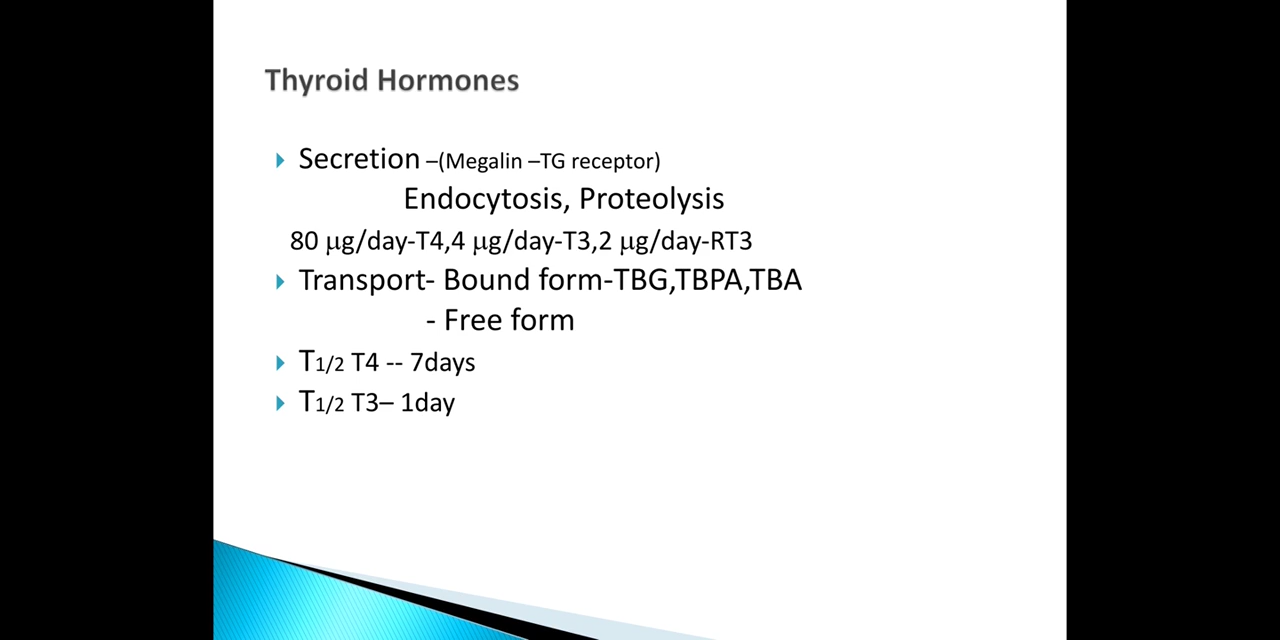 Thyroid Hormones
Secretion –(Megalin –TG receptor)
Endocytosis, Proteolysis
80 µg/day-T4,4 µg/day-T3,2 µg/day-RT3
Transport- Bound form-TBG,TBPA,TBA
- Free form
T1/2 T4 -- 7days
T1/2 T3– 1day